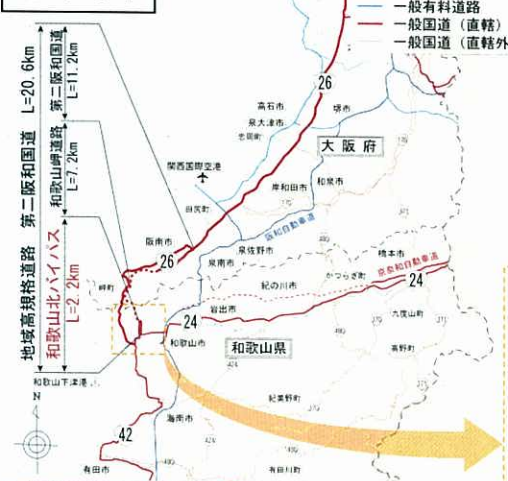 一般有料道路
一般国道（直轄）
一般国道（直轄外
地域高規格道路 第二阪和国道 L=20.6km
第二阪和国道
L=11.2km
和歌山岬道路
L=7.2km
和歌山北バイパス
L=2.2km
26
高石市
堺市
泉大津市
忠岡町
大阪府
関西国際空港
岸和田市
和泉市
田尻町
阪和自動車道
阪南市
泉佐野市
26
泉南市
橋本市
京奈和自動車道
岬町
かつらぎ町
紀の川市
24
岩出市
24
九度山町
和歌山市
和歌山県
高野町
和歌山下津港
紀美野町
N
海南市
42
有田市
有田川町